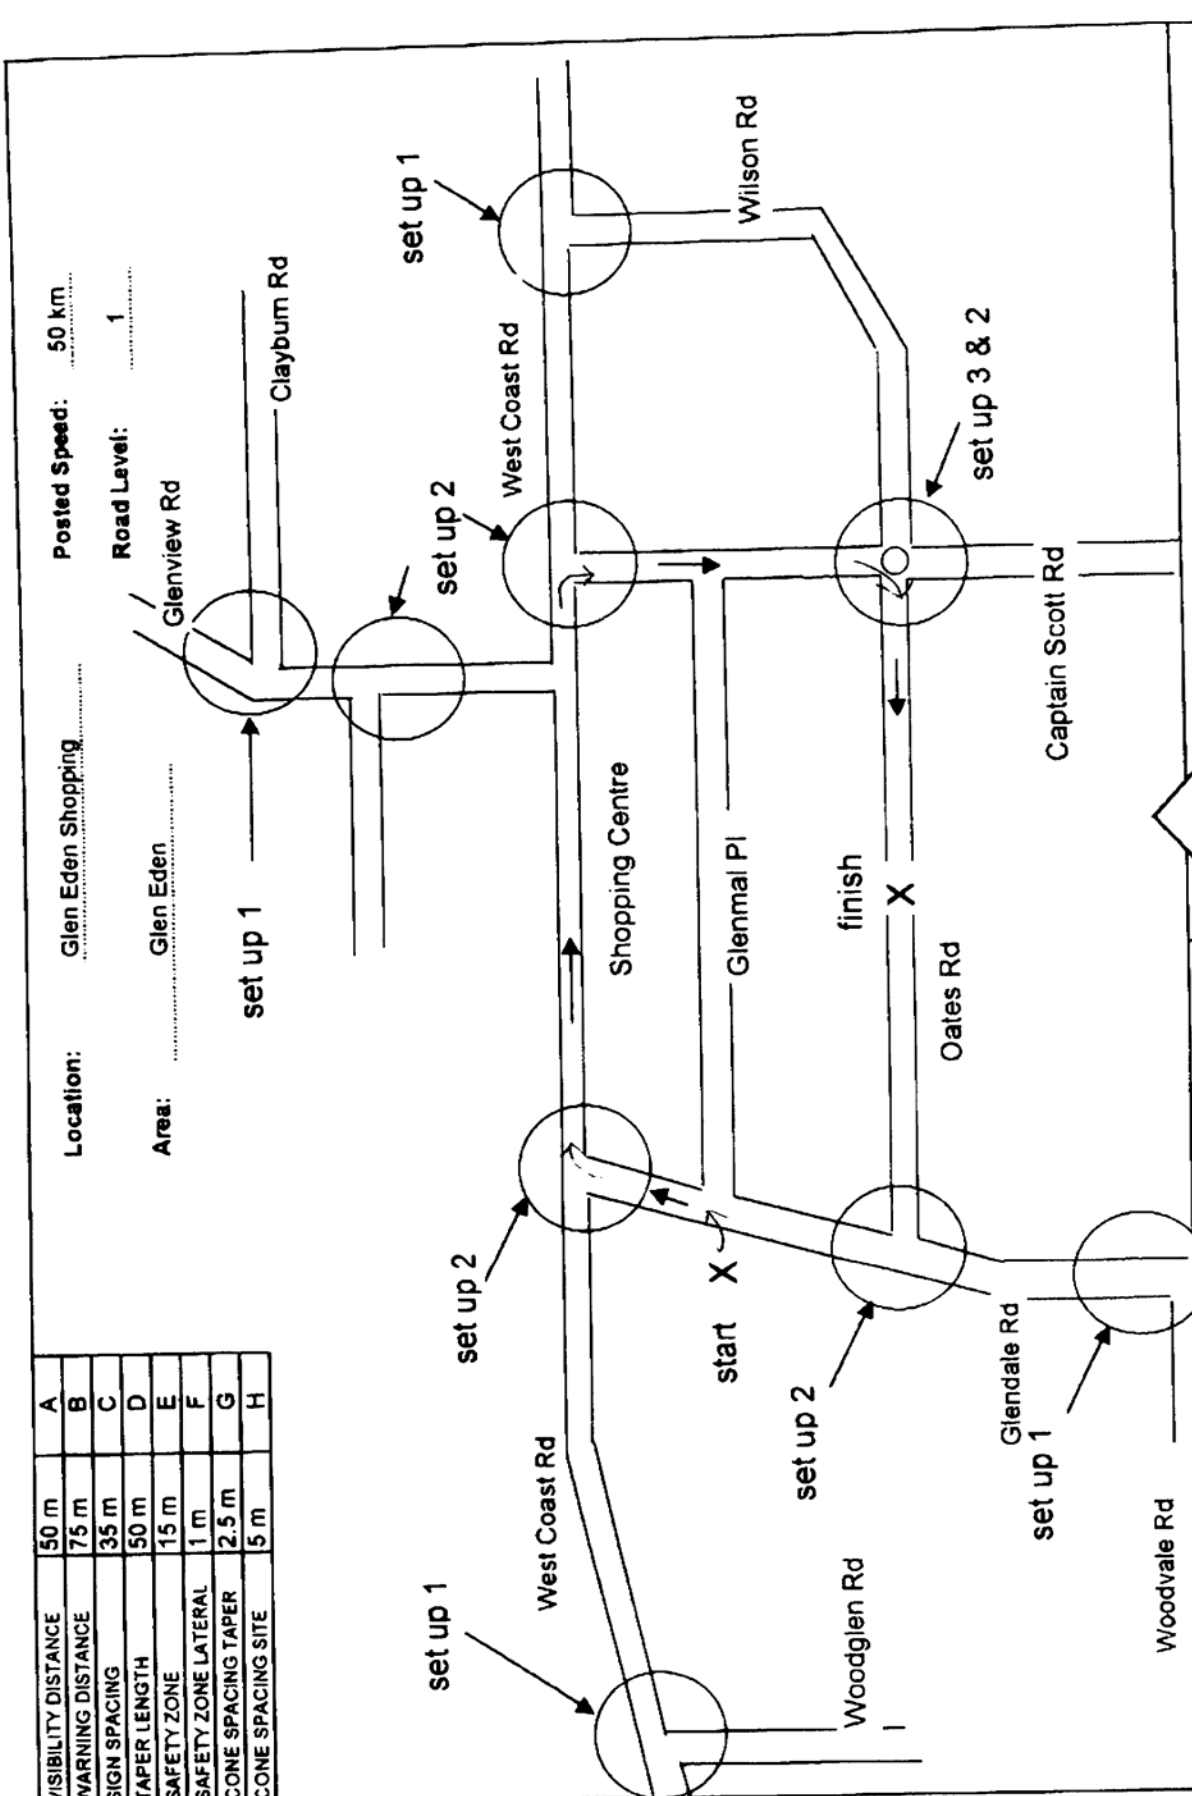 Location: Glen Eden Shopping Posted Speed: 50 km
Road Level: 1
Area: Glen Eden
VISIBILITY DISTANCE 50 m A
WARNING DISTANCE 75 m B
SIGN SPACING 35 m C
TAPER LENGTH 50 m D
SAFETY ZONE 15 m E
SAFETY ZONE LATERAL 1 m F
CONE SPACING TAPER 2.5 m G
CONE SPACING SITE 5 m H
Glenview Rd
set up 1
Clayburn Rd
set up 2
set up 1
set up 1
West Coast Rd
set up 2
Shopping Centre
West Coast Rd
Wilson Rd
start X
Glenmal Pl
set up 2
finish
X
Oates Rd
set up 3 & 2
Woodglen Rd
set up 1
Glendale Rd
Captain Scott Rd
Woodvale Rd